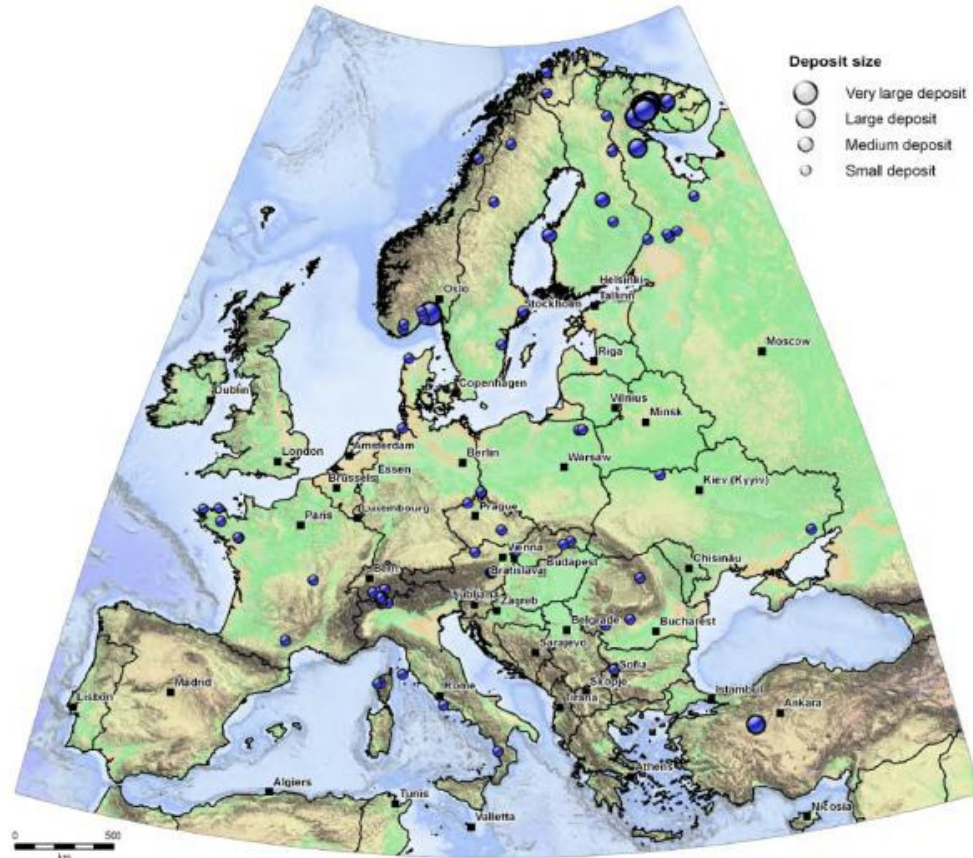 Deposit size
Very large deposit
Large deposit
Medium deposit
Small deposit
Oslo
Helsinki
Stockholm
Tallinn
Moscow
Riga
Copenhagen
Dublin
Vilnius
Minsk
Amsterdam
London
Berlin
Essen
Warsaw
Brussels
Kiev (Kyyiv)
Luxembourg
Prague
Paris
Vienna
Chisinău
Bratislava
Budapest
Bern
Ljubljana
Zagreb
Belgrade
Bucharest
Sarajevo
Sofia
Madrid
Rome
Skopje
Istambul
Lisbon
Tirana
Ankara
Athens
Algiers
Tunis
Nicosia
Valletta
0 500
km